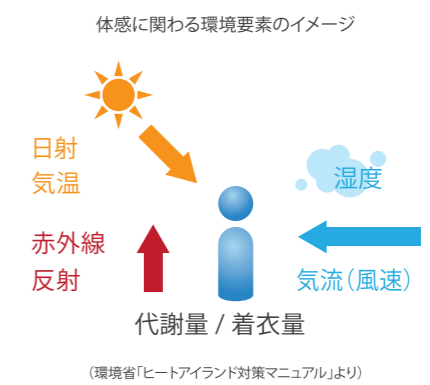 体感に関わる環境要素のイメージ
日射
気温
湿度
赤外線
反射
気流（風速）
代謝量 / 着衣量
（環境省「ヒートアイランド対策マニュアル」より）